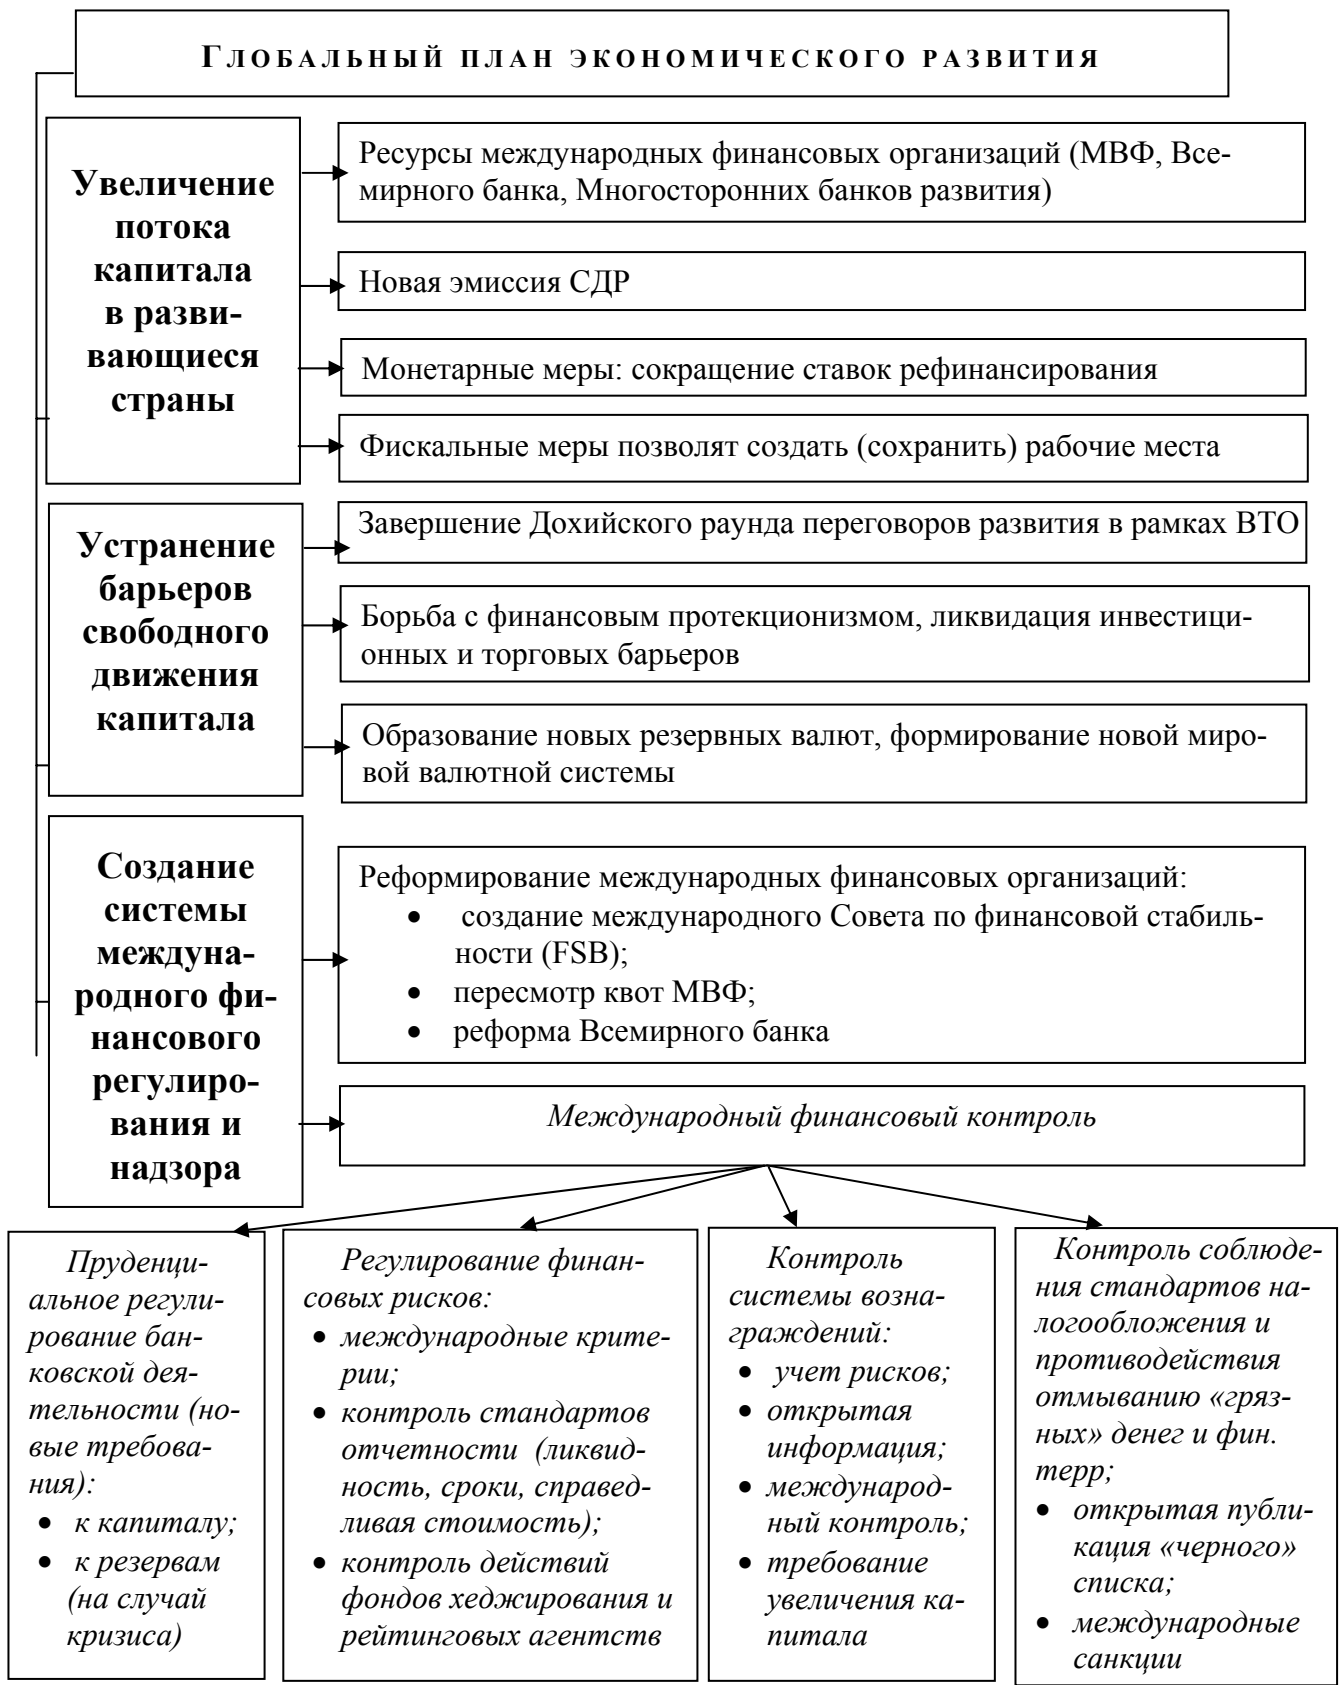 ГЛОБАЛЬНЫЙ ПЛАН ЭКОНОМИЧЕСКОГО РАЗВИТИЯ
Увеличение
потока
капитала
в разви-
вающиеся
страны
Ресурсы международных финансовых организаций (МВФ, Все-
мирного банка, Многосторонних банков развития)
Новая эмиссия СДР
Монетарные меры: сокращение ставок рефинансирования
Фискальные меры позволят создать (сохранить) рабочие места
Устранение
барьеров
свободного
движения
капитала
Завершение Дохийского раунда переговоров развития в рамках ВТО
Борьба с финансовым протекционизмом, ликвидация инвестици-
онных и торговых барьеров
Образование новых резервных валют, формирование новой миро-
вой валютной системы
Создание
системы
междуна-
родного фи-
нансового
регулиро-
вания и
надзора
Реформирование международных финансовых организаций:
• создание международного Совета по финансовой стабиль-
ности (FSB);
• пересмотр квот МВФ;
• реформа Всемирного банка
Международный финансовый контроль
Пруденци-
альное регули-
рование бан-
ковской дея-
тельности (но-
вые требова-
ния):
• к капиталу;
• к резервам
(на случай
кризиса)
Регулирование финан-
совых рисков:
• международные крите-
рии;
• контроль стандартов
отчетности (ликвид-
ность, сроки, справед-
ливая стоимость);
• контроль действий
фондов хеджирования и
рейтинговых агентств
Контроль
системы возна-
граждений:
• учет рисков;
• открытая
информация;
• международ-
ный контроль;
• требование
увеличения ка-
питала
Контроль соблюде-
ния стандартов на-
логообложения и
противодействия
отмыванию «гряз-
ных» денег и фин.
терр;
• открытая публи-
кация «черного»
списка;
• международные
санкции